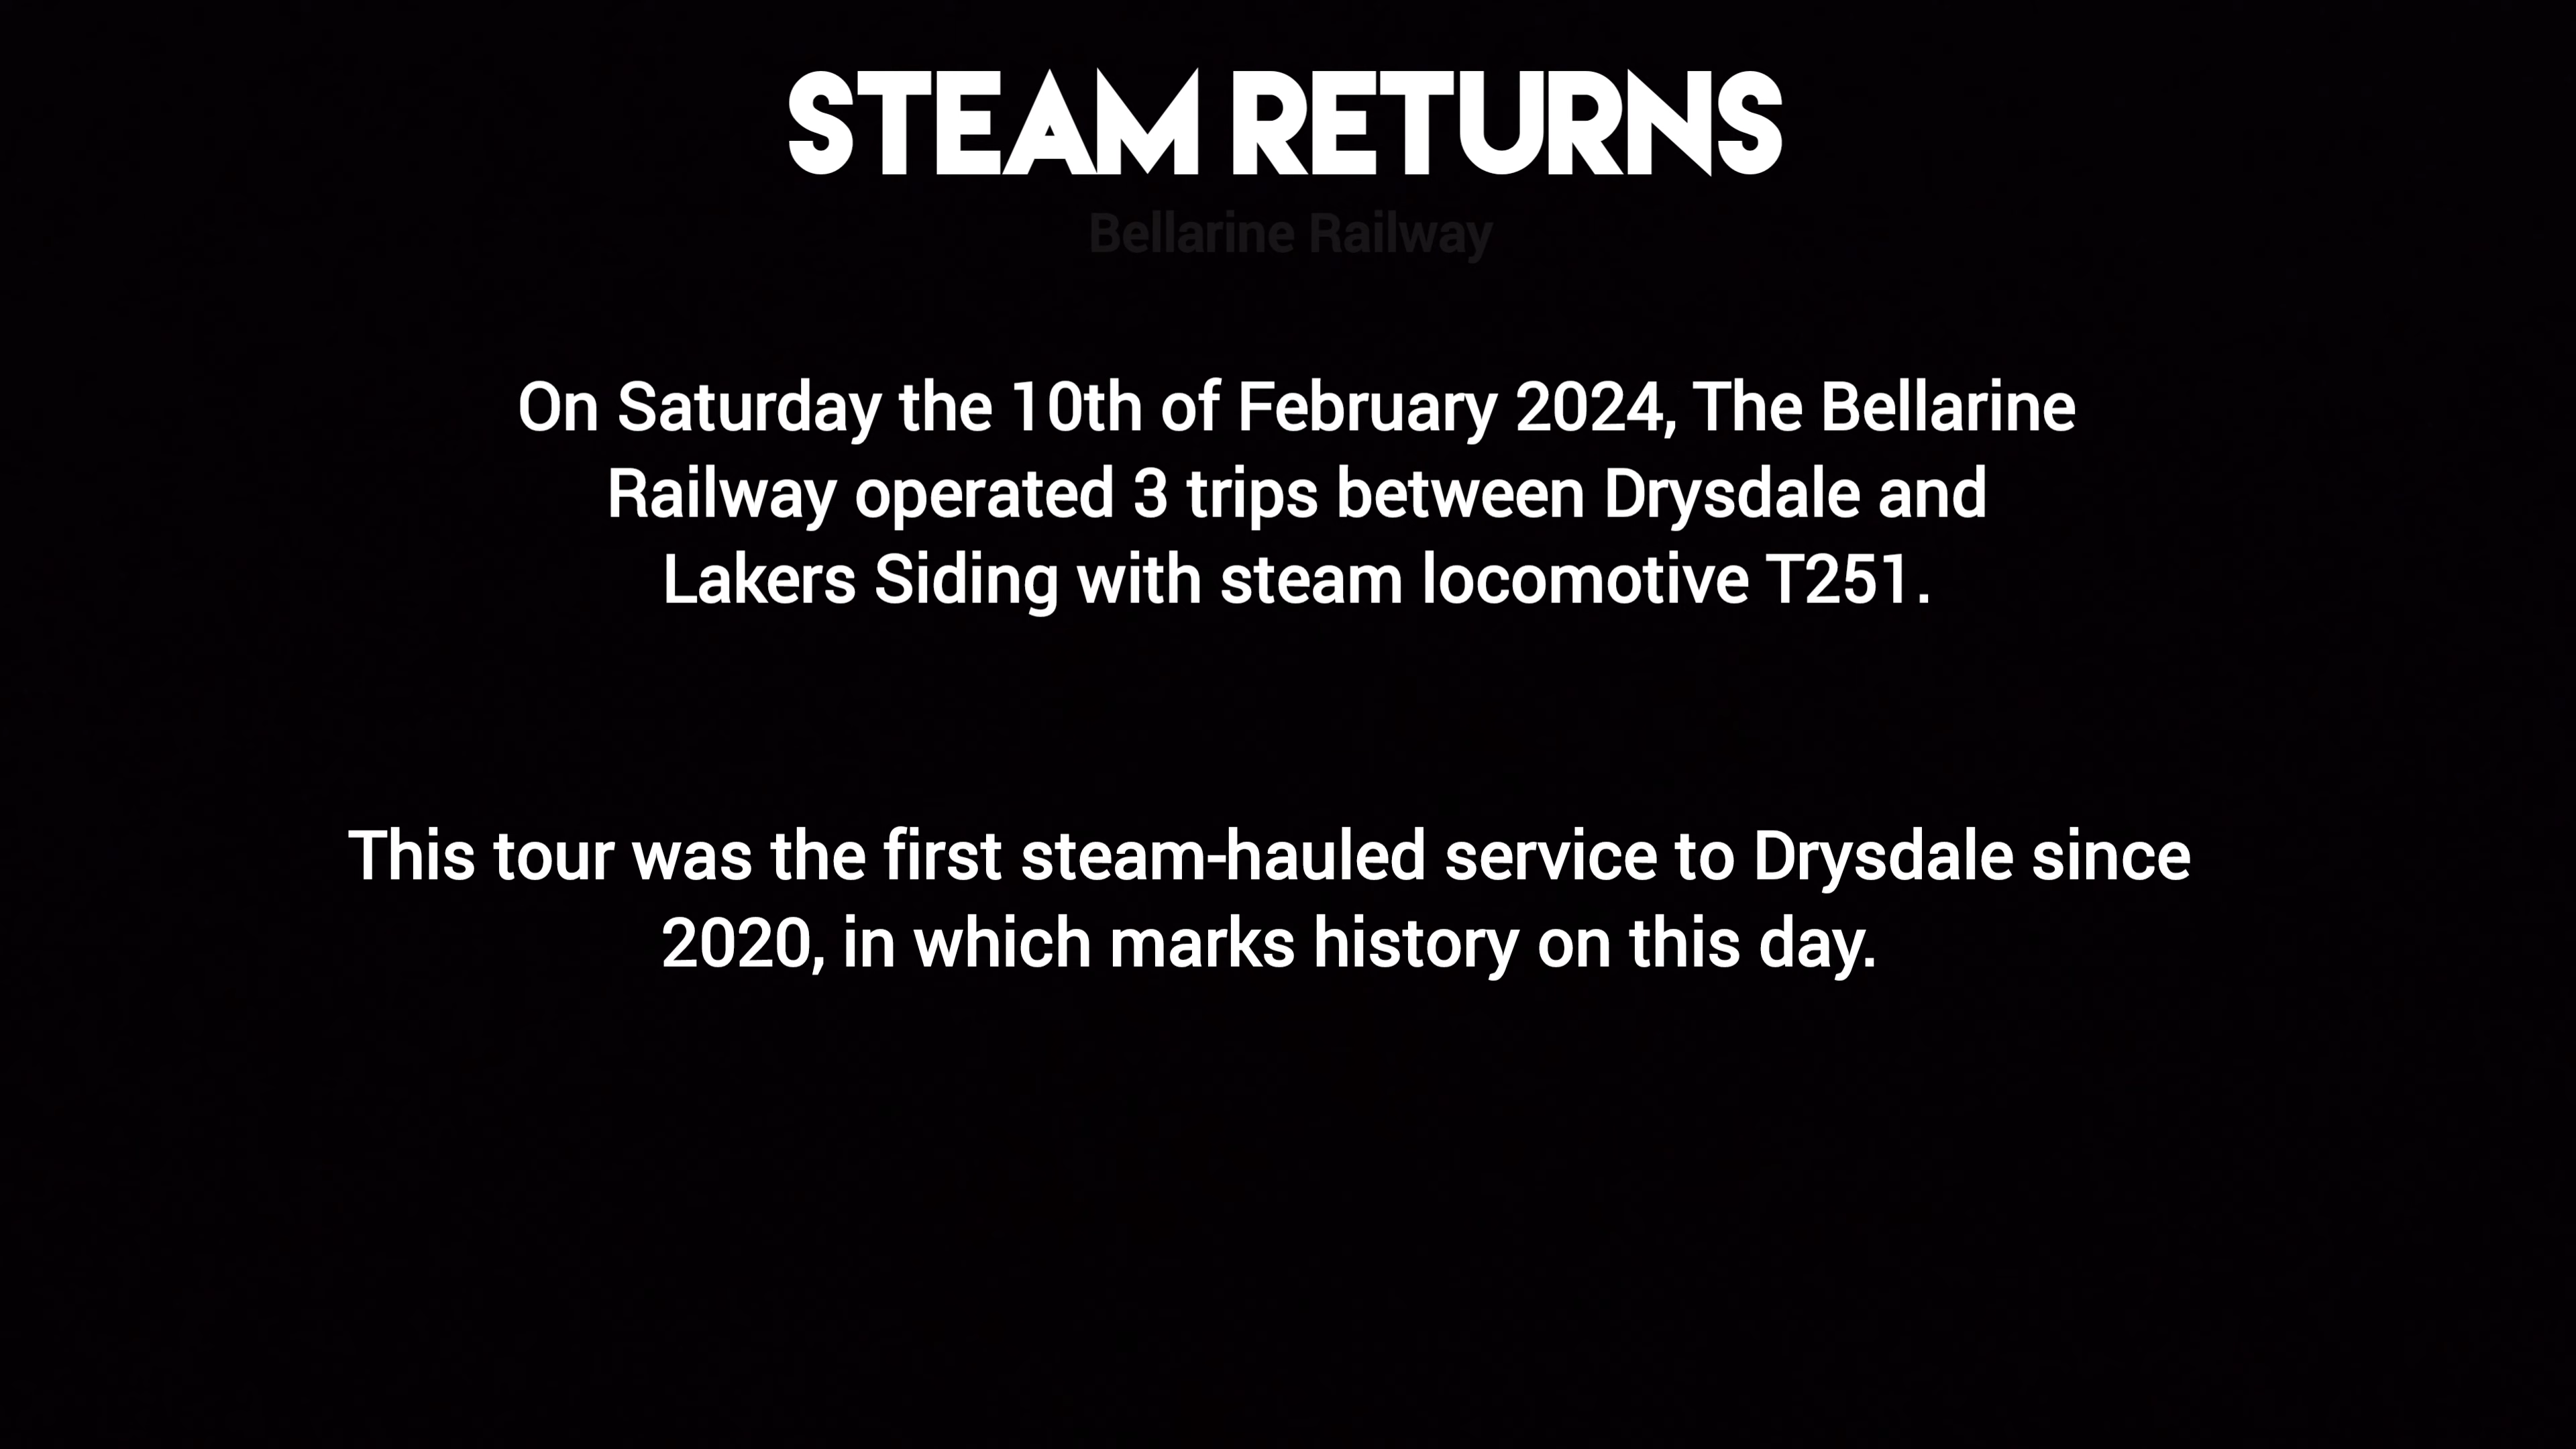 STEAM RETURNS
Bellarine Railway
On Saturday the 10th of February 2024, The Bellarine
Railway operated 3 trips between Drysdale and
Lakers Siding with steam locomotive T251.
This tour was the first steam-hauled service to Drysdale since
2020, in which marks history on this day.